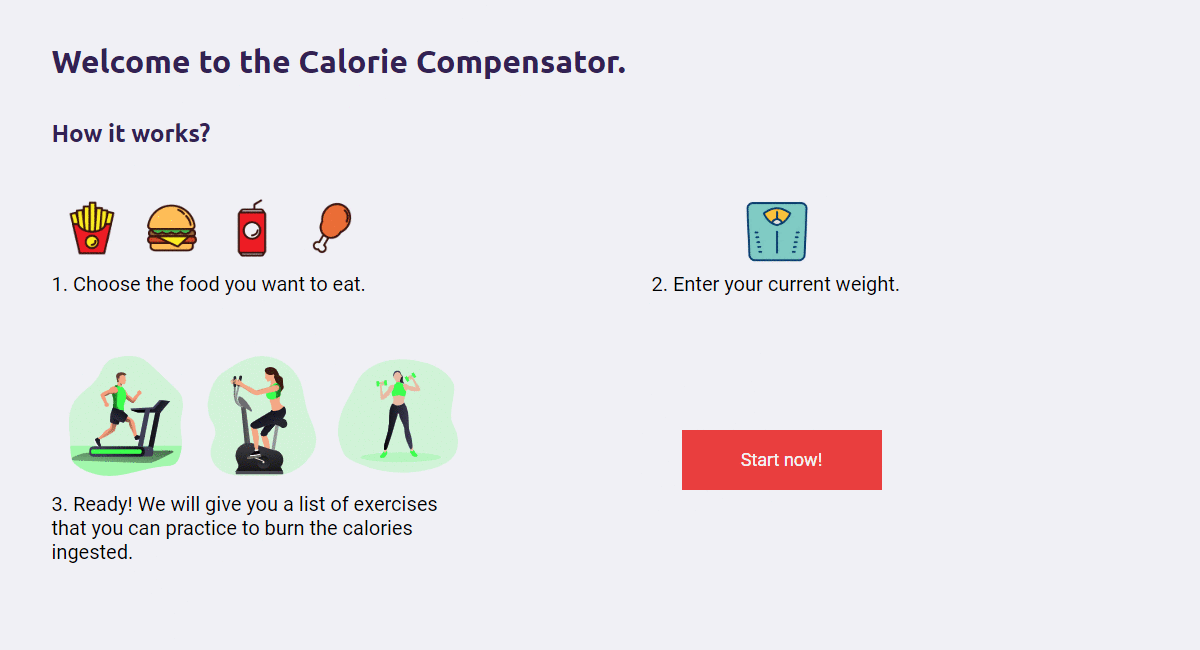 Welcome to the Calorie Compensator.
How it works?
1. Choose the food you want to eat.
2. Enter your current weight.
3. Ready! We will give you a list of exercises
that you can practice to burn the calories
ingested.
Start now!